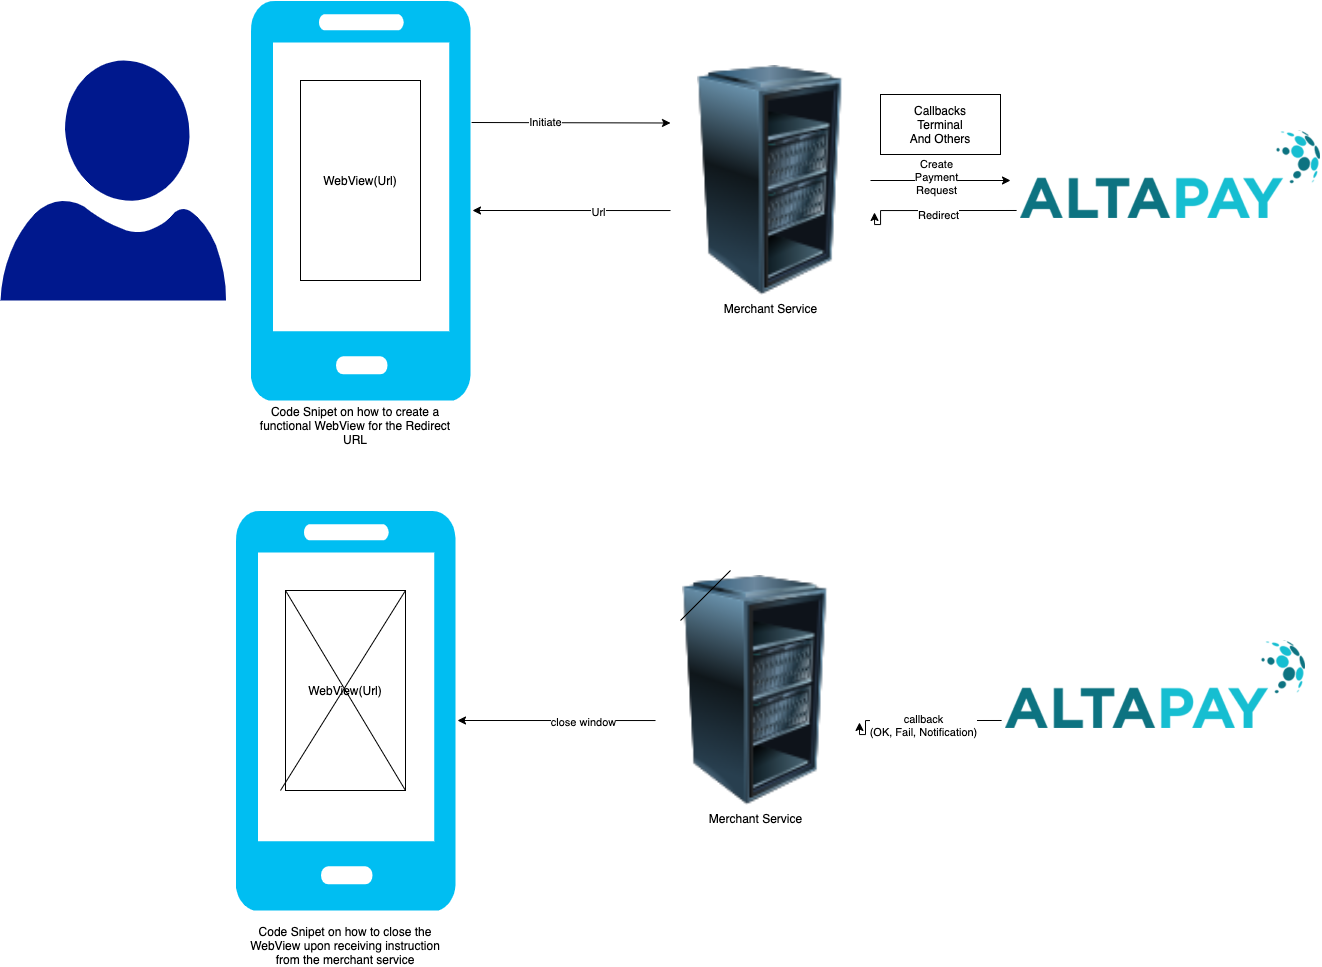 Callbacks
Terminal
And Others
Initiate
Create
Payment
Request
WebView(Url)
Url
Redirect
ALTAPAY
Merchant Service
Code Snipet on how to create a
functional WebView for the Redirect
URL
WebView(Url)
close window
callback
(OK, Fail, Notification)
ALTAPAY
Merchant Service
Code Snipet on how to close the
WebView upon receiving instruction
from the merchant service